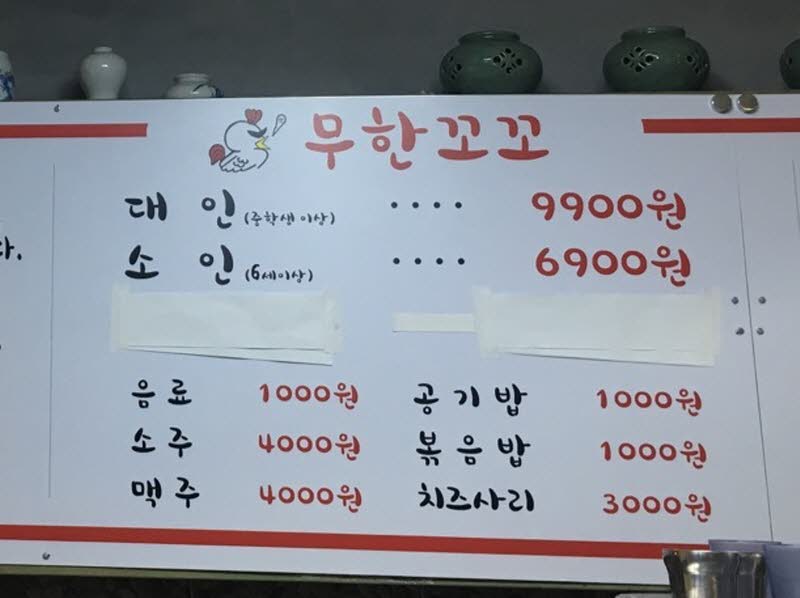 무한꼬꼬
대 인 (중학생 이상) .... 9900원
소 인 (6세이상) .... 6900원
음료 1000원 공기밥 1000원
소주 4000원 볶음밥 1000원
맥주 4000원 치즈사리 3000원
다.